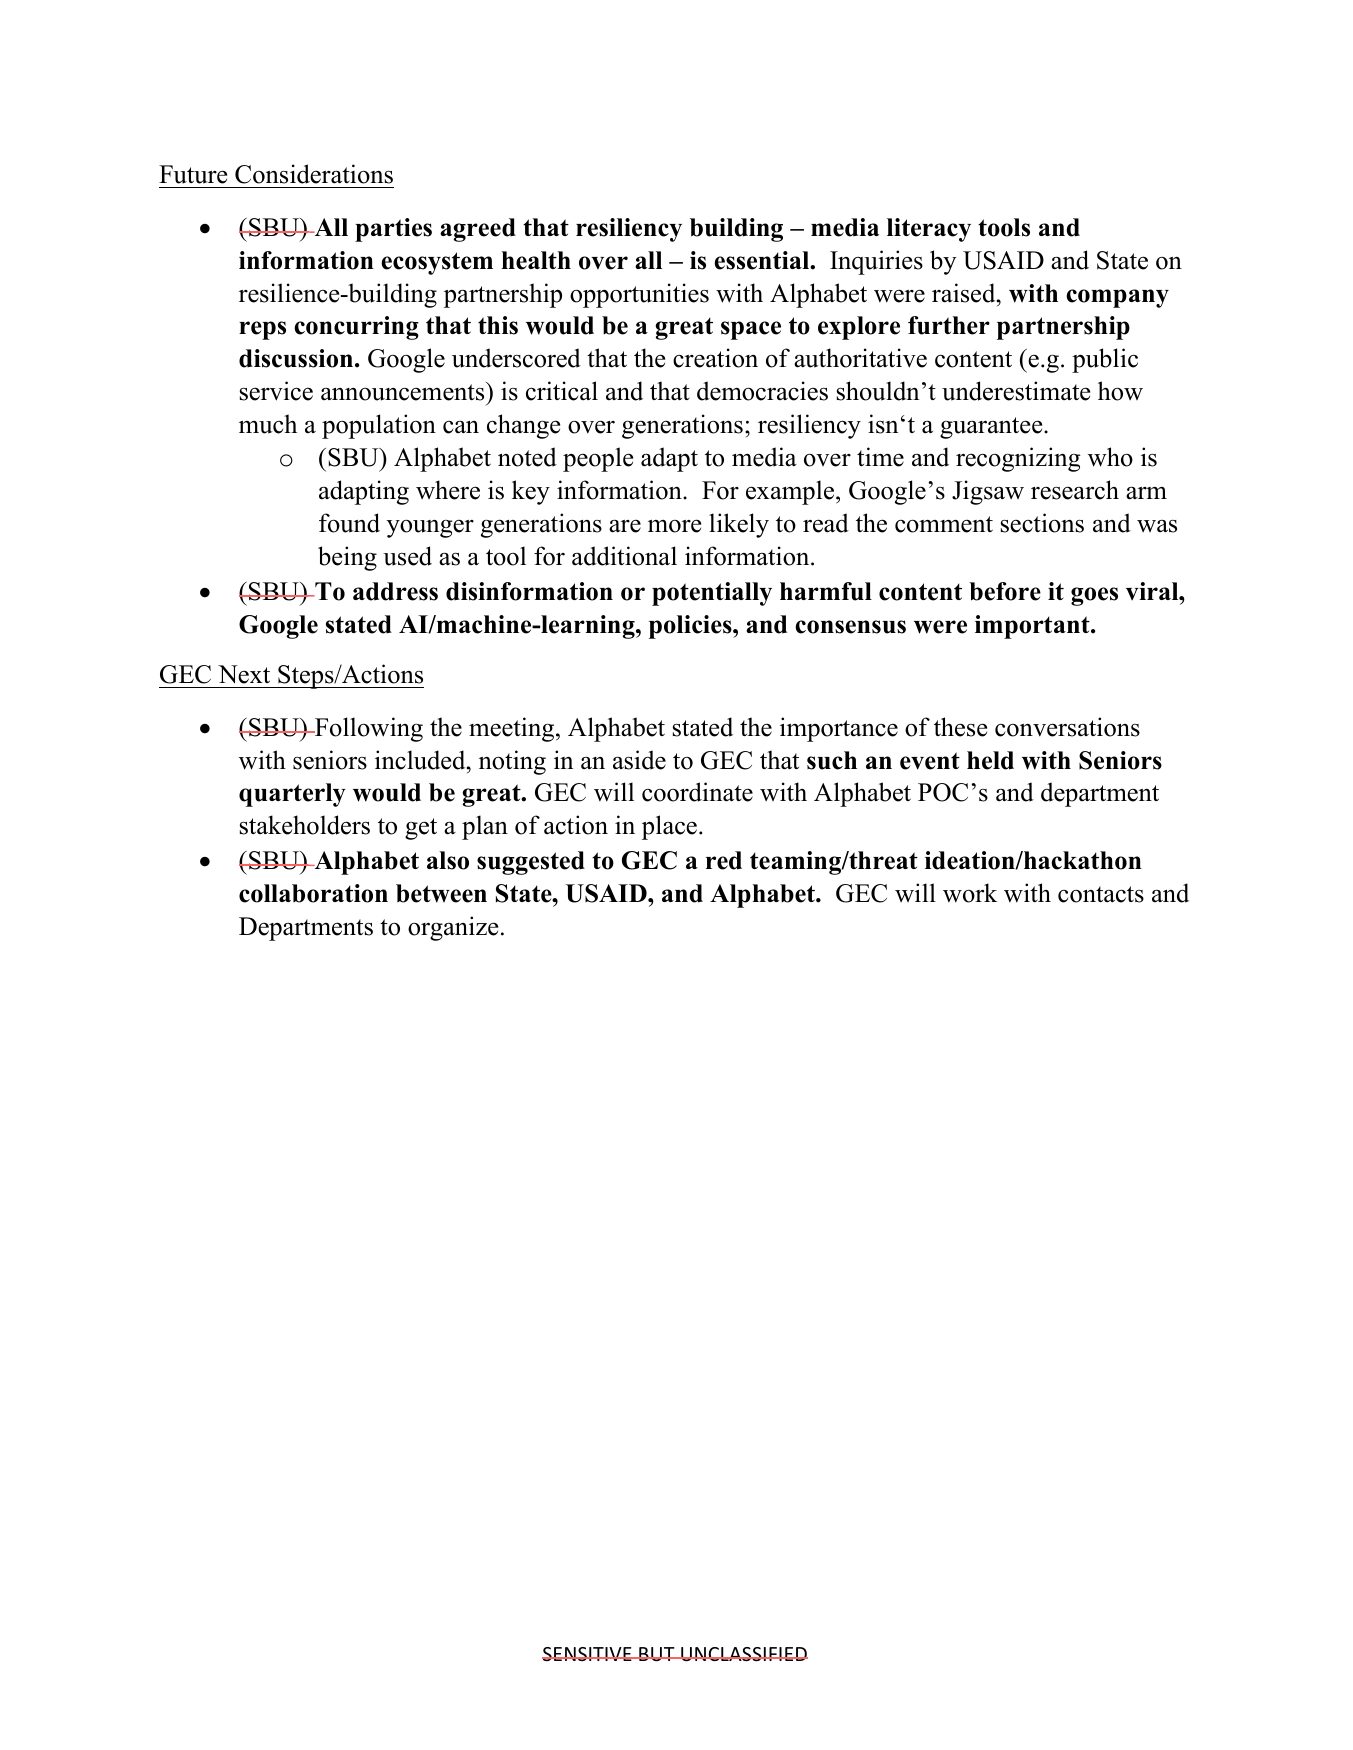 Future Considerations
• (SBU) All parties agreed that resiliency building – media literacy tools and
information ecosystem health over all – is essential.  Inquiries by USAID and State on
resilience-building partnership opportunities with Alphabet were raised, with company
reps concurring that this would be a great space to explore further partnership
discussion. Google underscored that the creation of authoritative content (e.g. public
service announcements) is critical and that democracies shouldn’t underestimate how
much a population can change over generations; resiliency isn‘t a guarantee.
o (SBU) Alphabet noted people adapt to media over time and recognizing who is
adapting where is key information.  For example, Google’s Jigsaw research arm
found younger generations are more likely to read the comment sections and was
being used as a tool for additional information.
• (SBU) To address disinformation or potentially harmful content before it goes viral,
Google stated AI/machine-learning, policies, and consensus were important.
GEC Next Steps/Actions
• (SBU) Following the meeting, Alphabet stated the importance of these conversations
with seniors included, noting in an aside to GEC that such an event held with Seniors
quarterly would be great. GEC will coordinate with Alphabet POC’s and department
stakeholders to get a plan of action in place.
• (SBU) Alphabet also suggested to GEC a red teaming/threat ideation/hackathon
collaboration between State, USAID, and Alphabet.  GEC will work with contacts and
Departments to organize.
SENSITIVE BUT UNCLASSIFIED